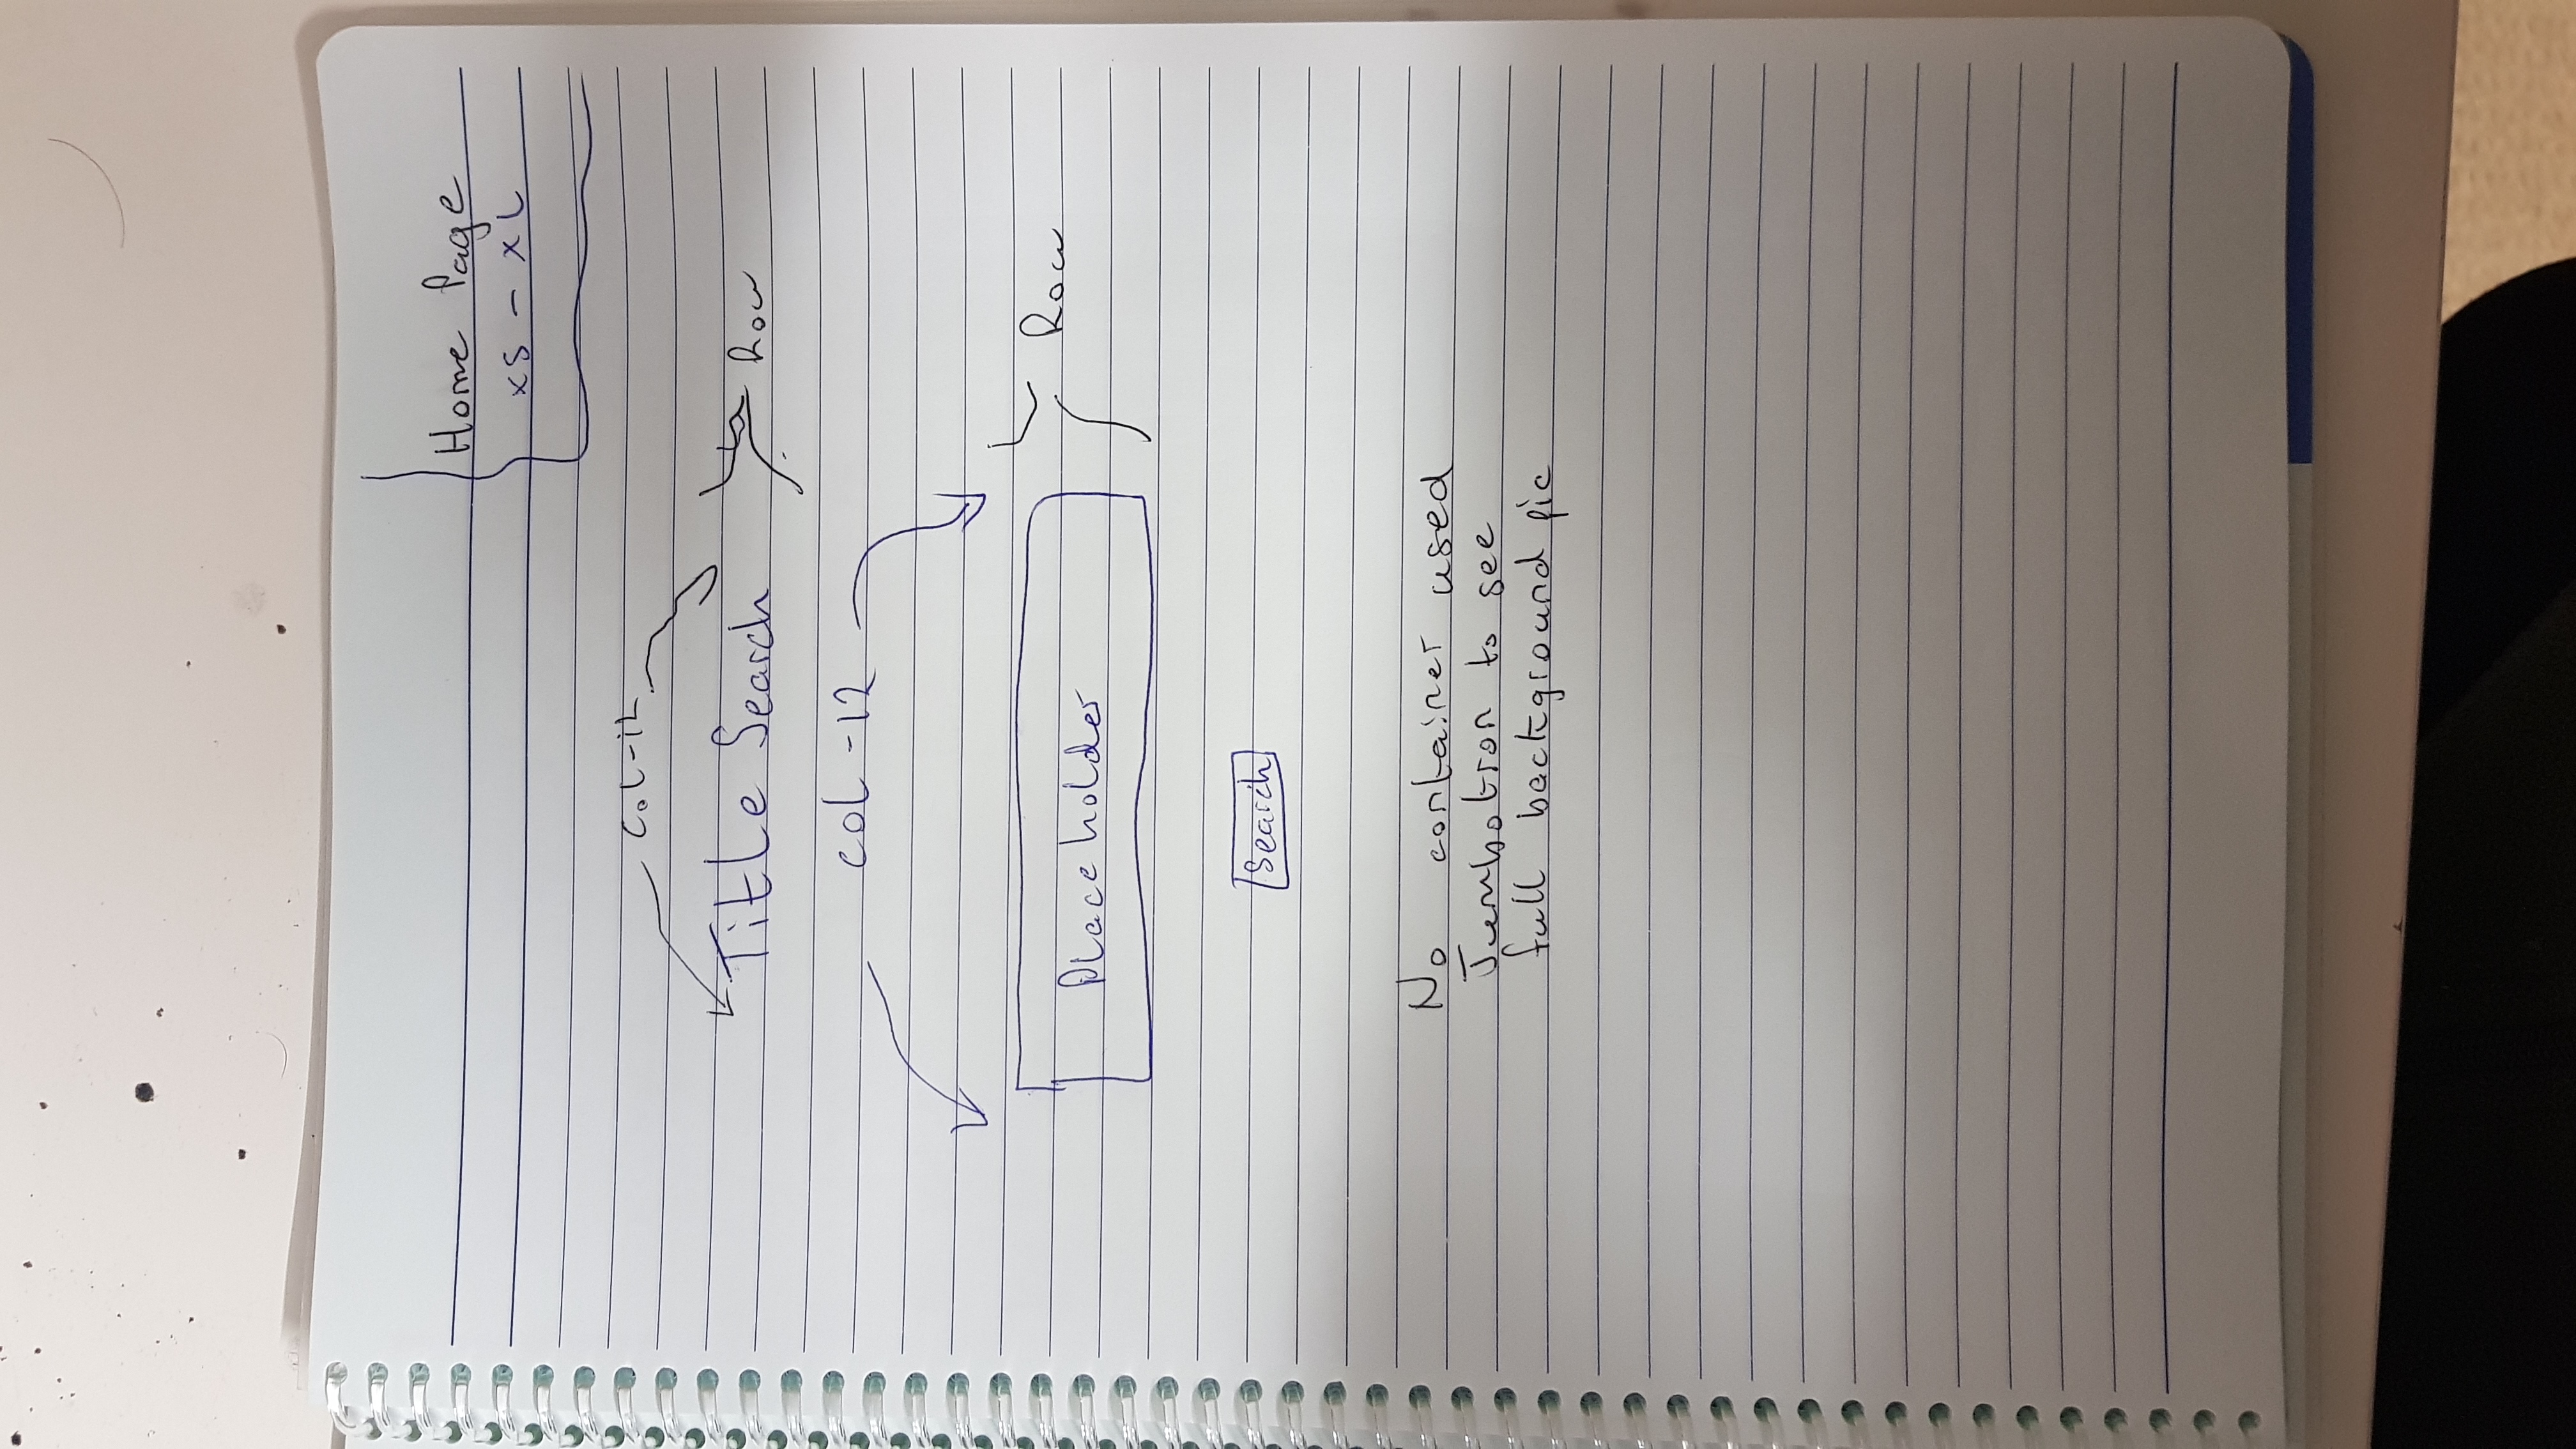 Home Page
xs - xL
Col-12
Title Search
Row
col-12
Placeholder
Row
Search
No container used
Jumbotron to see
full background pic